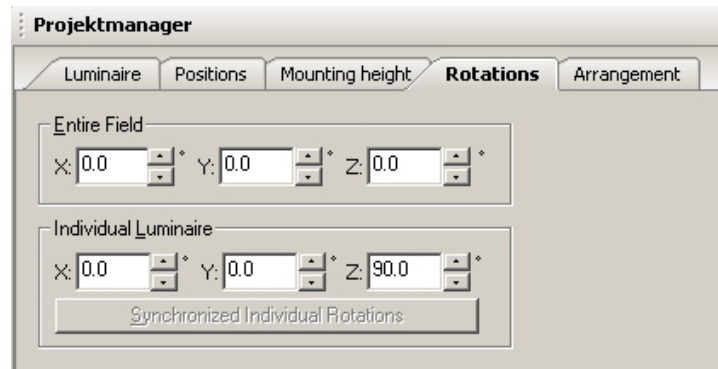 Projektmanager
Luminaire Positions Mounting height Rotations Arrangement
Entire Field
X: 0.0 ° Y: 0.0 ° Z: 0.0 °
Individual Luminaire
X: 0.0 ° Y: 0.0 ° Z: 90.0 °
Synchronized Individual Rotations